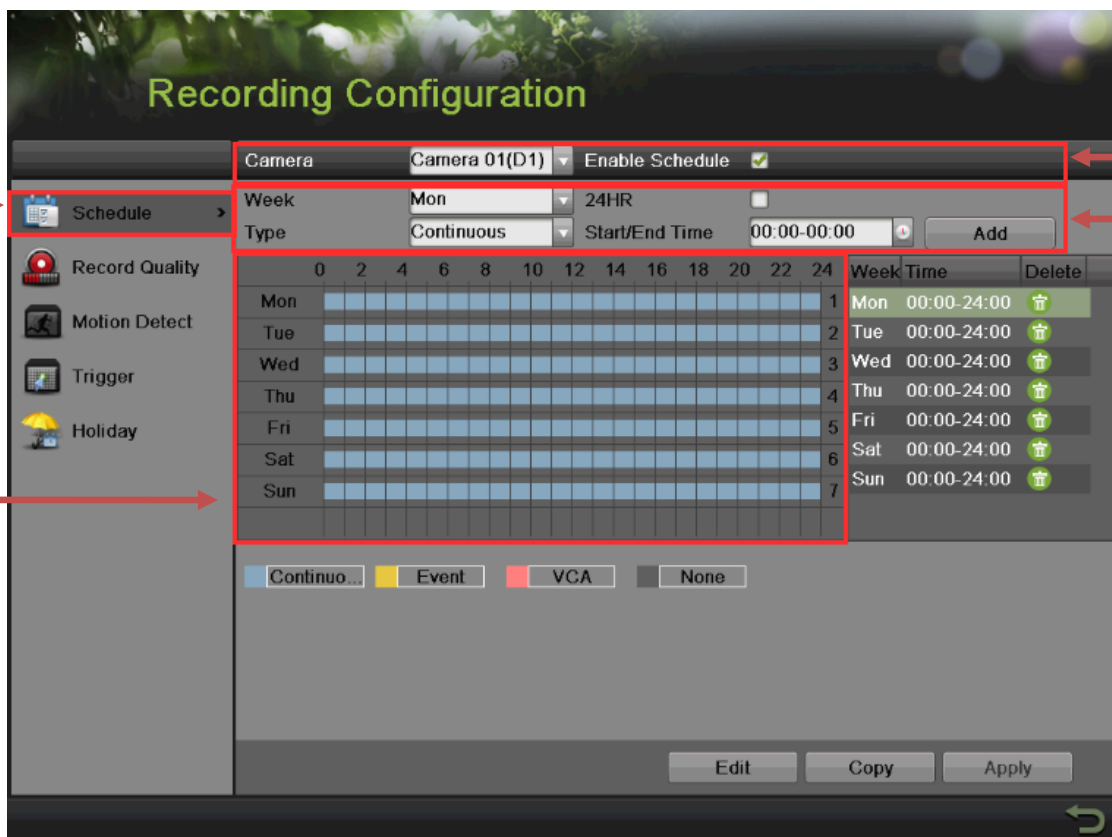 Recording Configuration
Camera Camera 01(D1) Enable Schedule
Schedule
Week Mon 24HR
Type Continuous Start/End Time 00:00-00:00 Add
Record Quality
Motion Detect
Trigger
Holiday
0 2 4 6 8 10 12 14 16 18 20 22 24
Mon 1
Tue 2
Wed 3
Thu 4
Fri 5
Sat 6
Sun 7
Week Time Delete
Mon 00:00-24:00
Tue 00:00-24:00
Wed 00:00-24:00
Thu 00:00-24:00
Fri 00:00-24:00
Sat 00:00-24:00
Sun 00:00-24:00
Continuo... Event VCA None
Edit Copy Apply